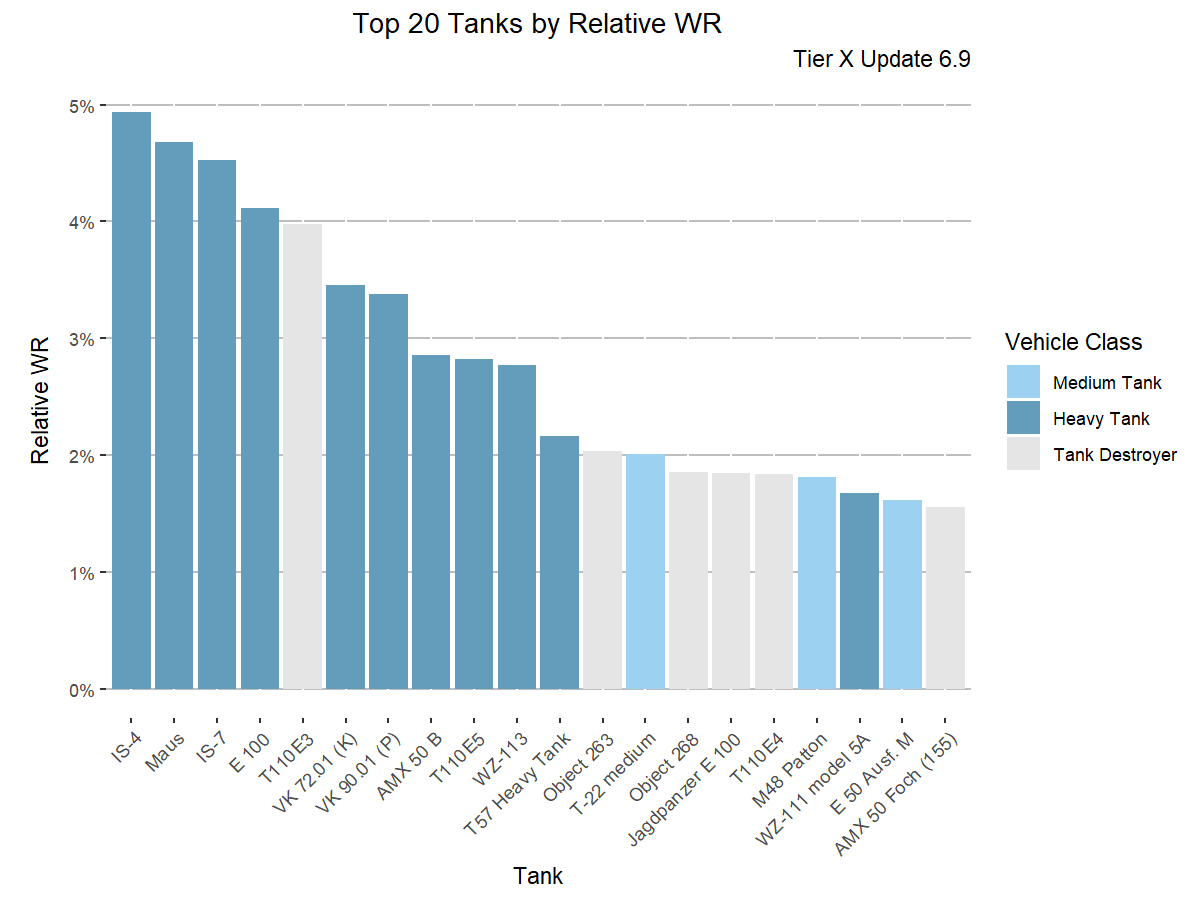 Top 20 Tanks by Relative WR
Tier X Update 6.9
5%
4%
3%
2%
1%
0%
Relative WR
IS-4
Maus
IS-7
E 100
T110E3
VK 72.01 (K)
VK 90.01 (P)
AMX 50 B
T110E5
WZ-113
T57 Heavy Tank
Object 263
T-22 medium
Object 268
Jagdpanzer E 100
T110E4
M48 Patton
WZ-111 model 5A
E 50 Ausf. M
AMX 50 Foch (155)
Tank
Vehicle Class
Medium Tank
Heavy Tank
Tank Destroyer